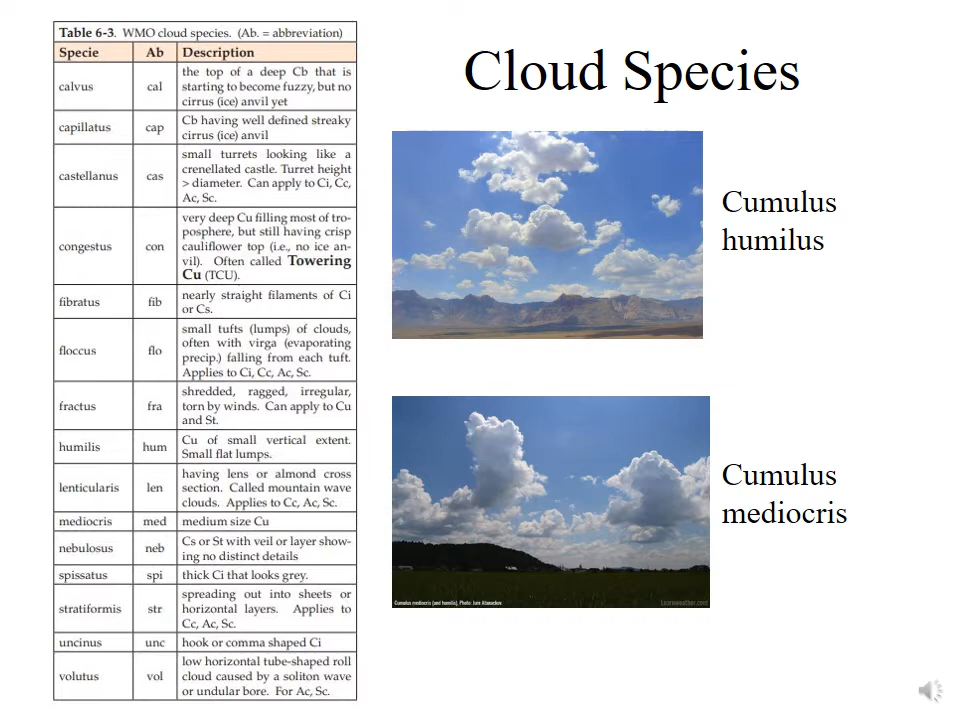 Table 6-3. WMO cloud species. (Ab. = abbreviation)
Specie Ab Description
calvus cal the top of a deep Cb that is
starting to become fuzzy, but no
cirrus (ice) anvil yet
capillatus cap Cb having well defined streaky
cirrus (ice) anvil
castellanus cas small turrets looking like a
crenellated castle. Turret height
> diameter. Can apply to Ci, Cc,
Ac, Sc.
congestus con very deep Cu filling most of tro-
posphere, but still having crisp
cauliflower top (i.e., no ice an-
vil). Often called Towering
Cu (TCU).
fibratus fib nearly straight filaments of Ci
or Cs.
floccus flo small tufts (lumps) of clouds,
often with virga (evaporating
precip.) falling from each tuft.
Applies to Ci, Cc, Ac, Sc.
fractus fra shredded, ragged, irregular,
torn by winds. Can apply to Cu
and St.
humilis hum Cu of small vertical extent.
Small flat lumps.
lenticularis len having lens or almond cross
section. Called mountain wave
clouds. Applies to Cc, Ac, Sc.
mediocris med medium size Cu
nebulosus neb Cs or St with veil or layer show-
ing no distinct details
spissatus spi thick Ci that looks grey.
stratiformis str spreading out into sheets or
horizontal layers. Applies to
Cc, Ac, Sc.
uncinus unc hook or comma shaped Ci
volutus vol low horizontal tube-shaped roll
cloud caused by a soliton wave
or undular bore. For Ac, Sc.
Cloud Species
Cumulus
humilus
Cumulus
mediocris
Cumulus mediocris (and humilis), Photo: Jure Atanackov